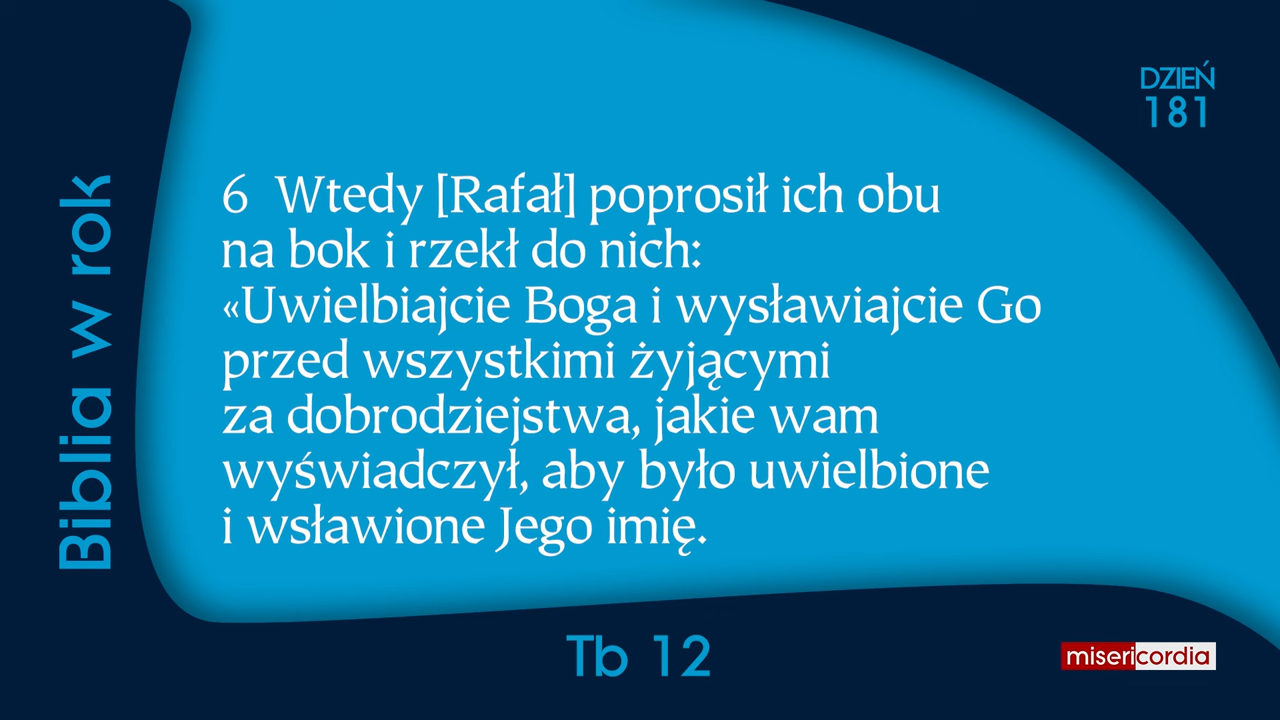 DZIEŃ
181
Biblia w rok
6 Wtedy [Rafał] poprosił ich obu
na bok i rzekł do nich:
«Uwielbiajcie Boga i wysławiajcie Go
przed wszystkimi żyjącymi
za dobrodziejstwa, jakie wam
wyświadczył, aby było uwielbione
i wsławione Jego imię.
Tb 12
misericordia